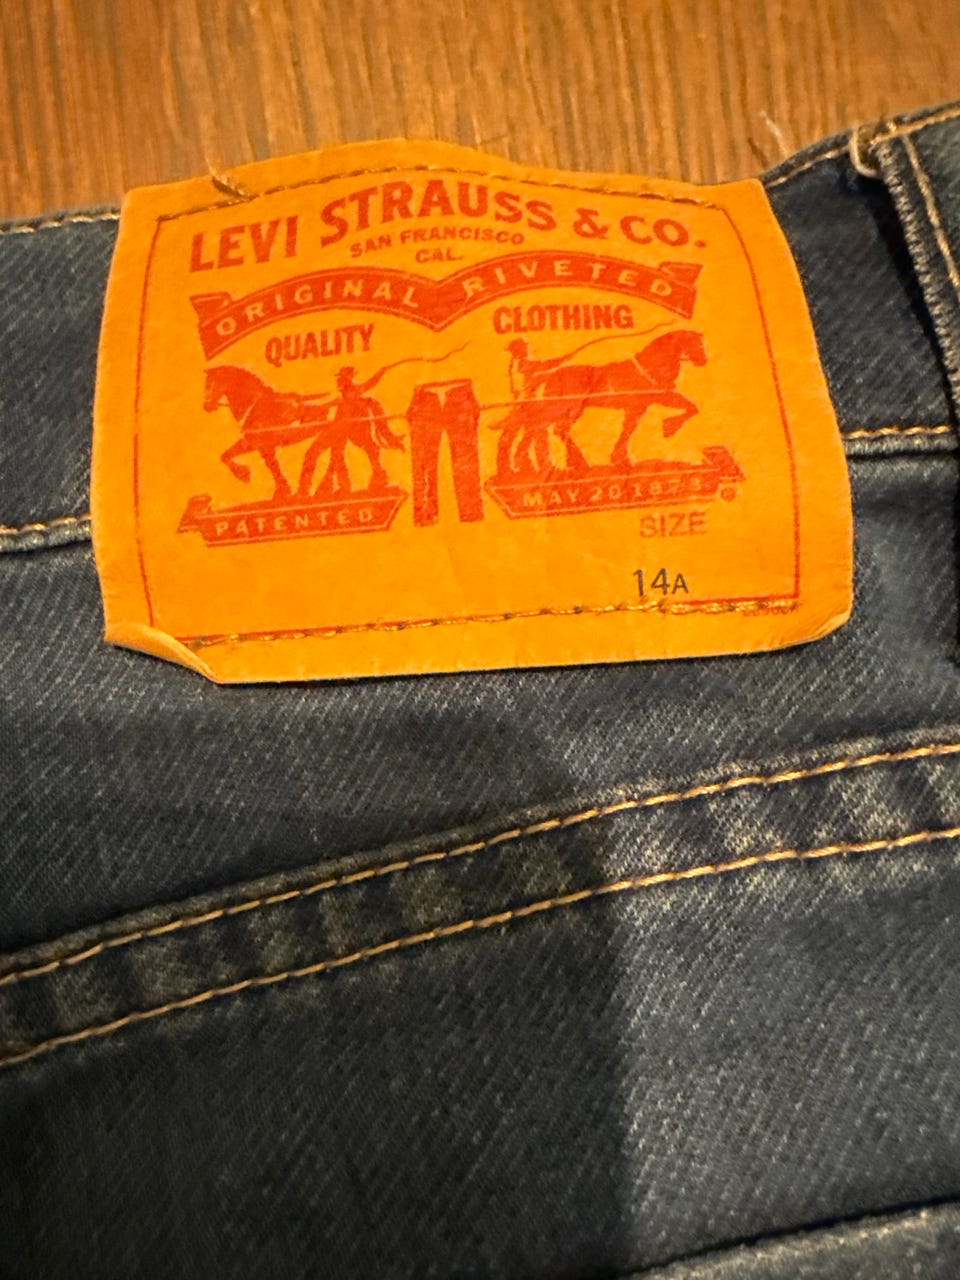 LEVI STRAUSS & CO.
SAN FRANCISCO
CAL.
ORIGINAL RIVETED
QUALITY CLOTHING
PATENTED MAY 20 1873 ®
SIZE
14A